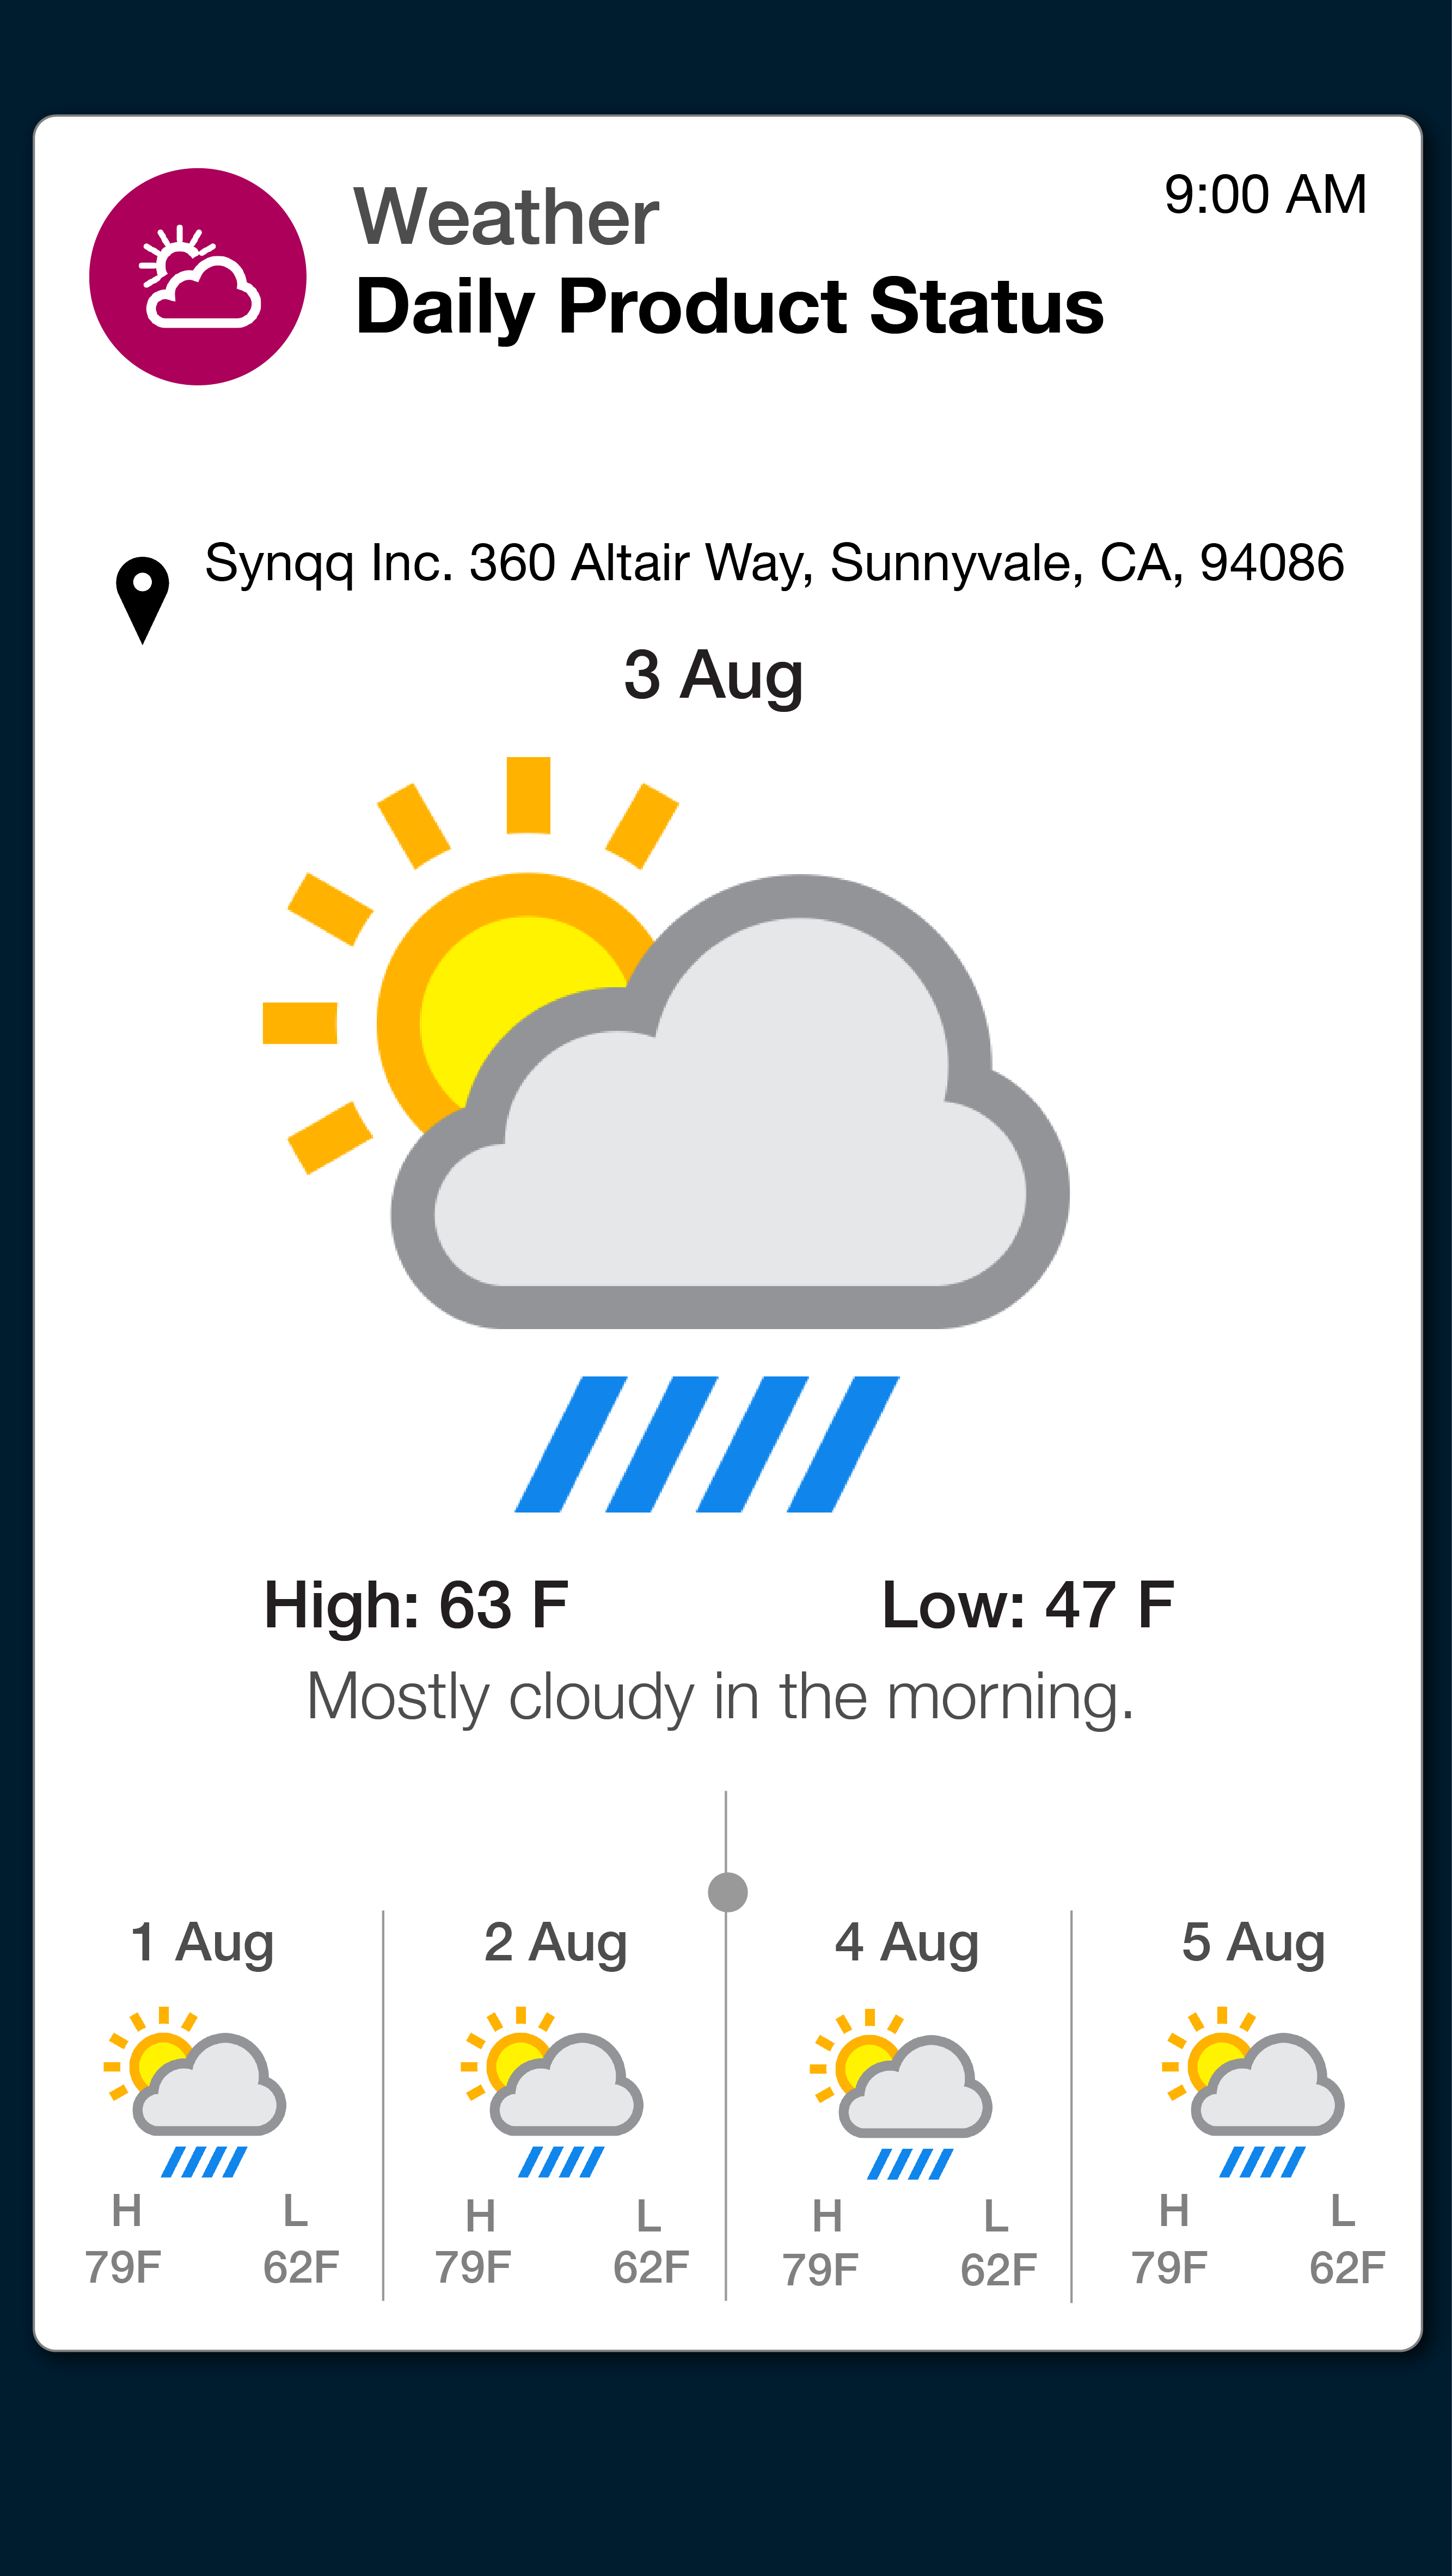 Weather
9:00 AM
Daily Product Status
Synqq Inc. 360 Altair Way, Sunnyvale, CA, 94086
3 Aug
High: 63 F
Low: 47 F
Mostly cloudy in the morning.
1 Aug
H L
79F 62F
2 Aug
H L
79F 62F
4 Aug
H L
79F 62F
5 Aug
H L
79F 62F